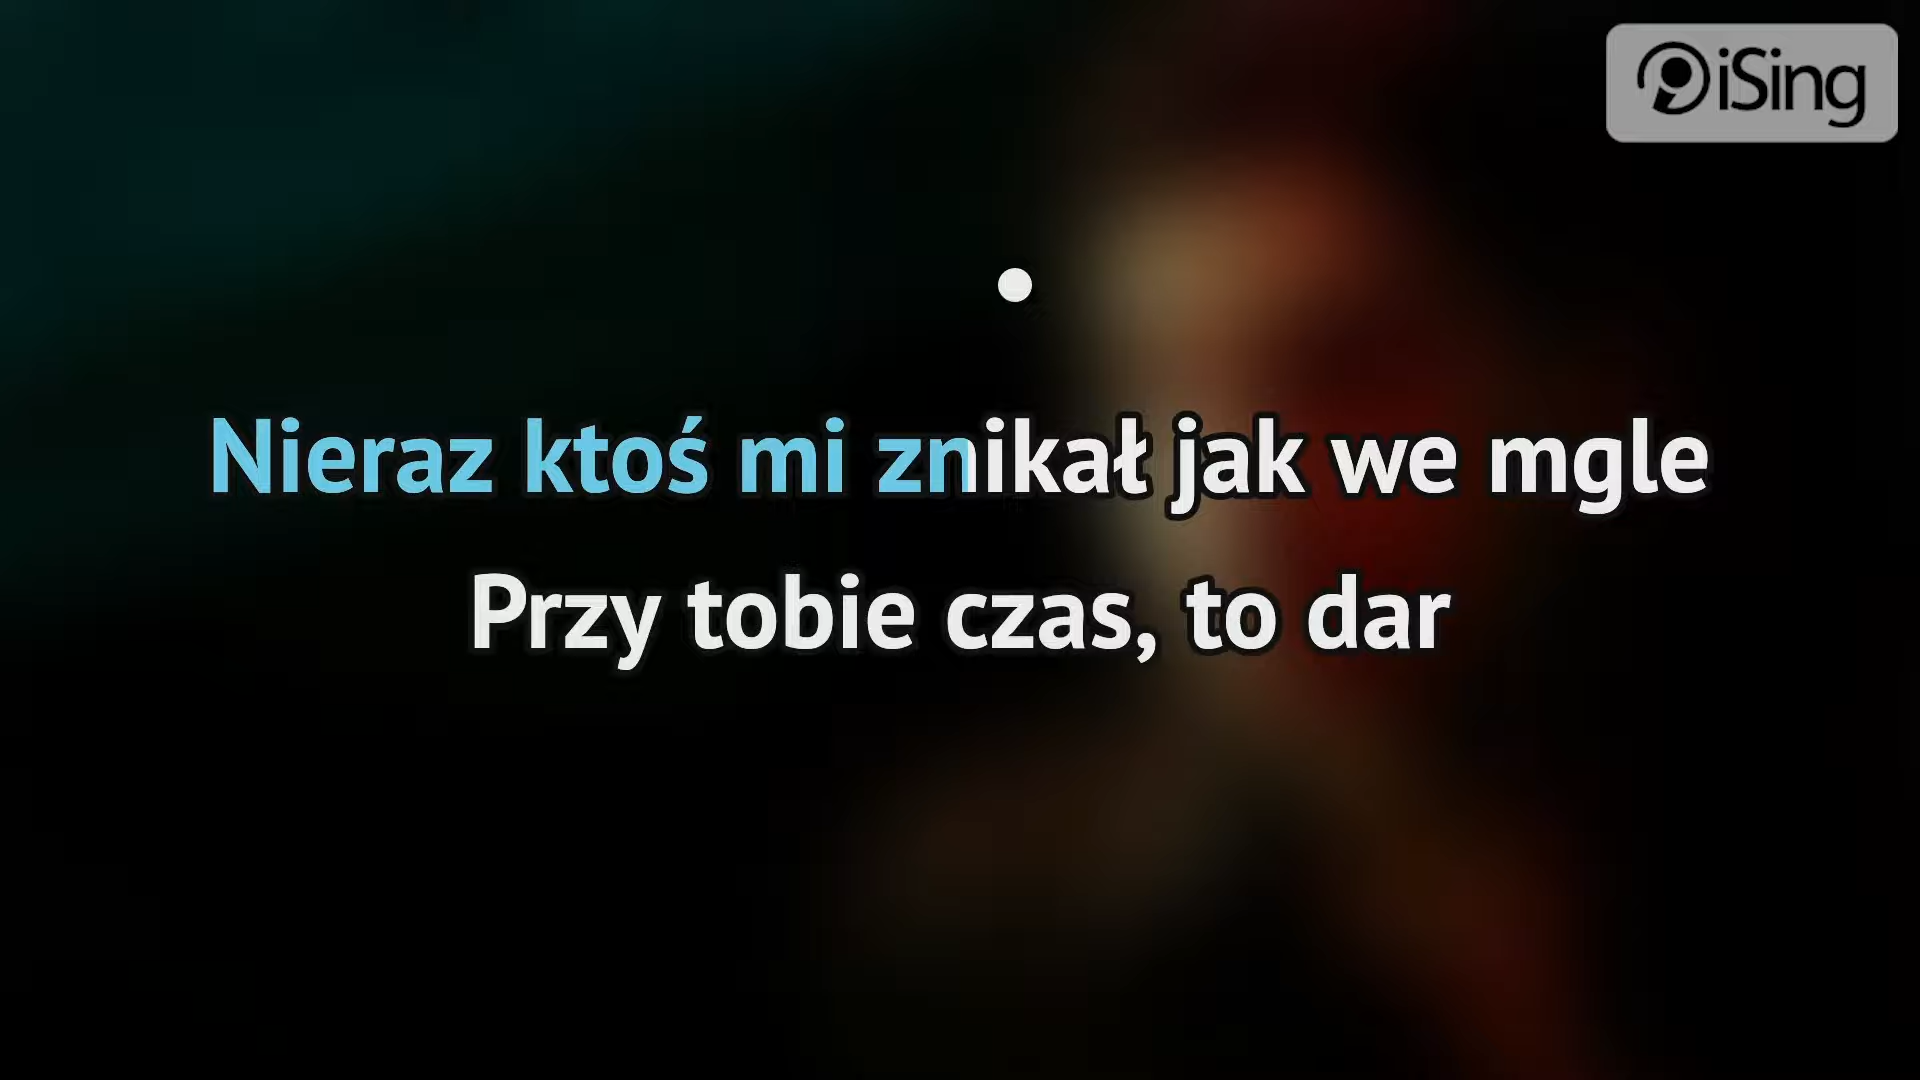 iSing
Nieraz ktoś mi znikał jak we mgle
Przy tobie czas, to dar